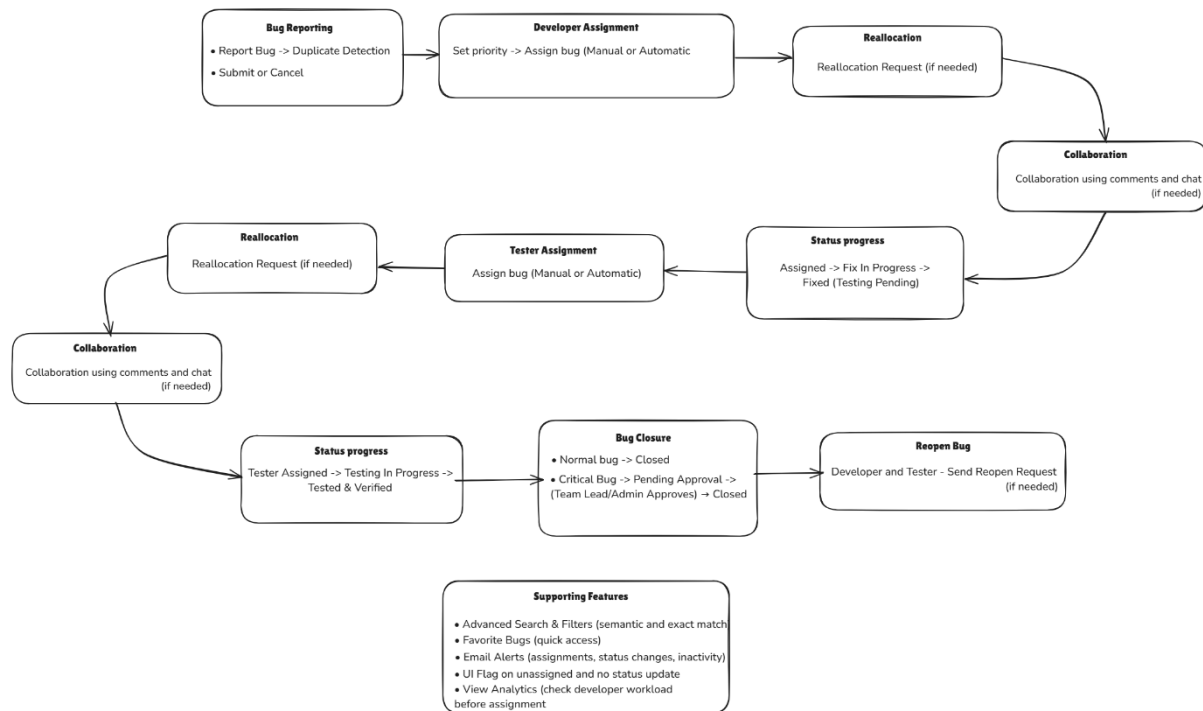 Bug Reporting
• Report Bug -> Duplicate Detection
• Submit or Cancel
Developer Assignment
Set priority -> Assign bug (Manual or Automatic
Reallocation
Reallocation Request (if needed)
Collaboration
Collaboration using comments and chat
(if needed)
Status progress
Assigned -> Fix In Progress ->
Fixed (Testing Pending)
Tester Assignment
Assign bug (Manual or Automatic)
Reallocation
Reallocation Request (if needed)
Collaboration
Collaboration using comments and chat
(if needed)
Status progress
Tester Assigned -> Testing In Progress ->
Tested & Verified
Bug Closure
• Normal bug -> Closed
• Critical Bug -> Pending Approval ->
(Team Lead/Admin Approves) → Closed
Reopen Bug
Developer and Tester - Send Reopen Request
(if needed)
Supporting Features
• Advanced Search & Filters (semantic and exact match
• Favorite Bugs (quick access)
• Email Alerts (assignments, status changes, inactivity)
• UI Flag on unassigned and no status update
• View Analytics (check developer workload
before assignment